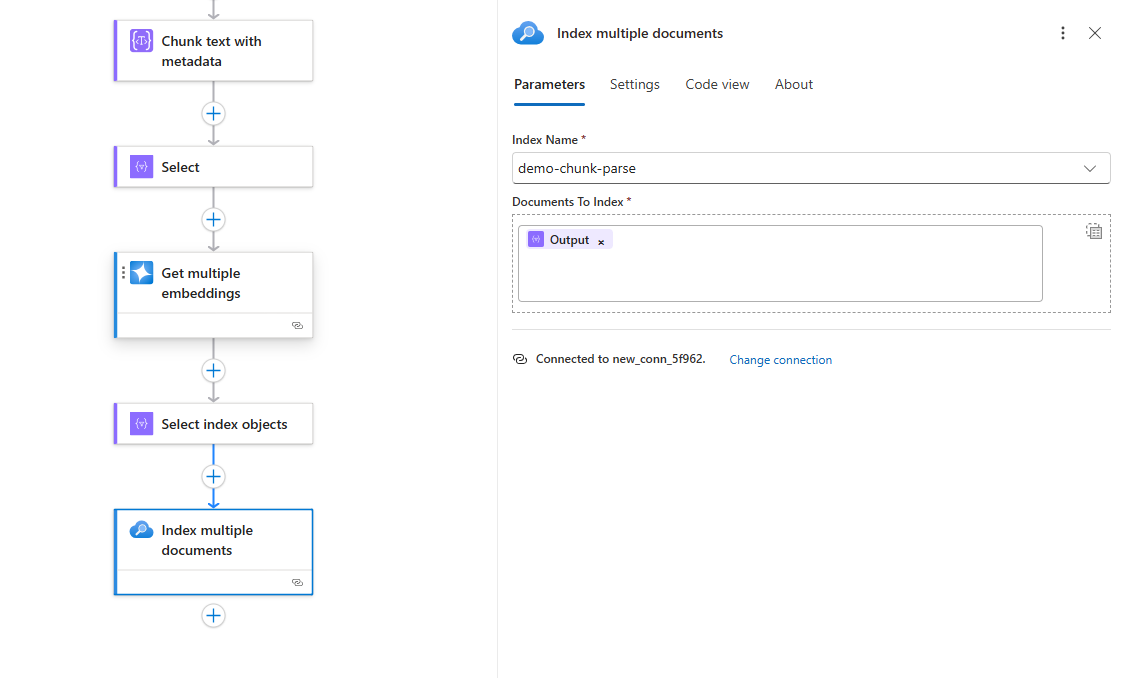 Chunk text with
metadata
Select
Get multiple
embeddings
Select index objects
Index multiple
documents
Index multiple documents
Parameters
Settings
Code view
About
Index Name *
demo-chunk-parse
Documents To Index *
Output ×
Connected to new_conn_5f962.
Change connection